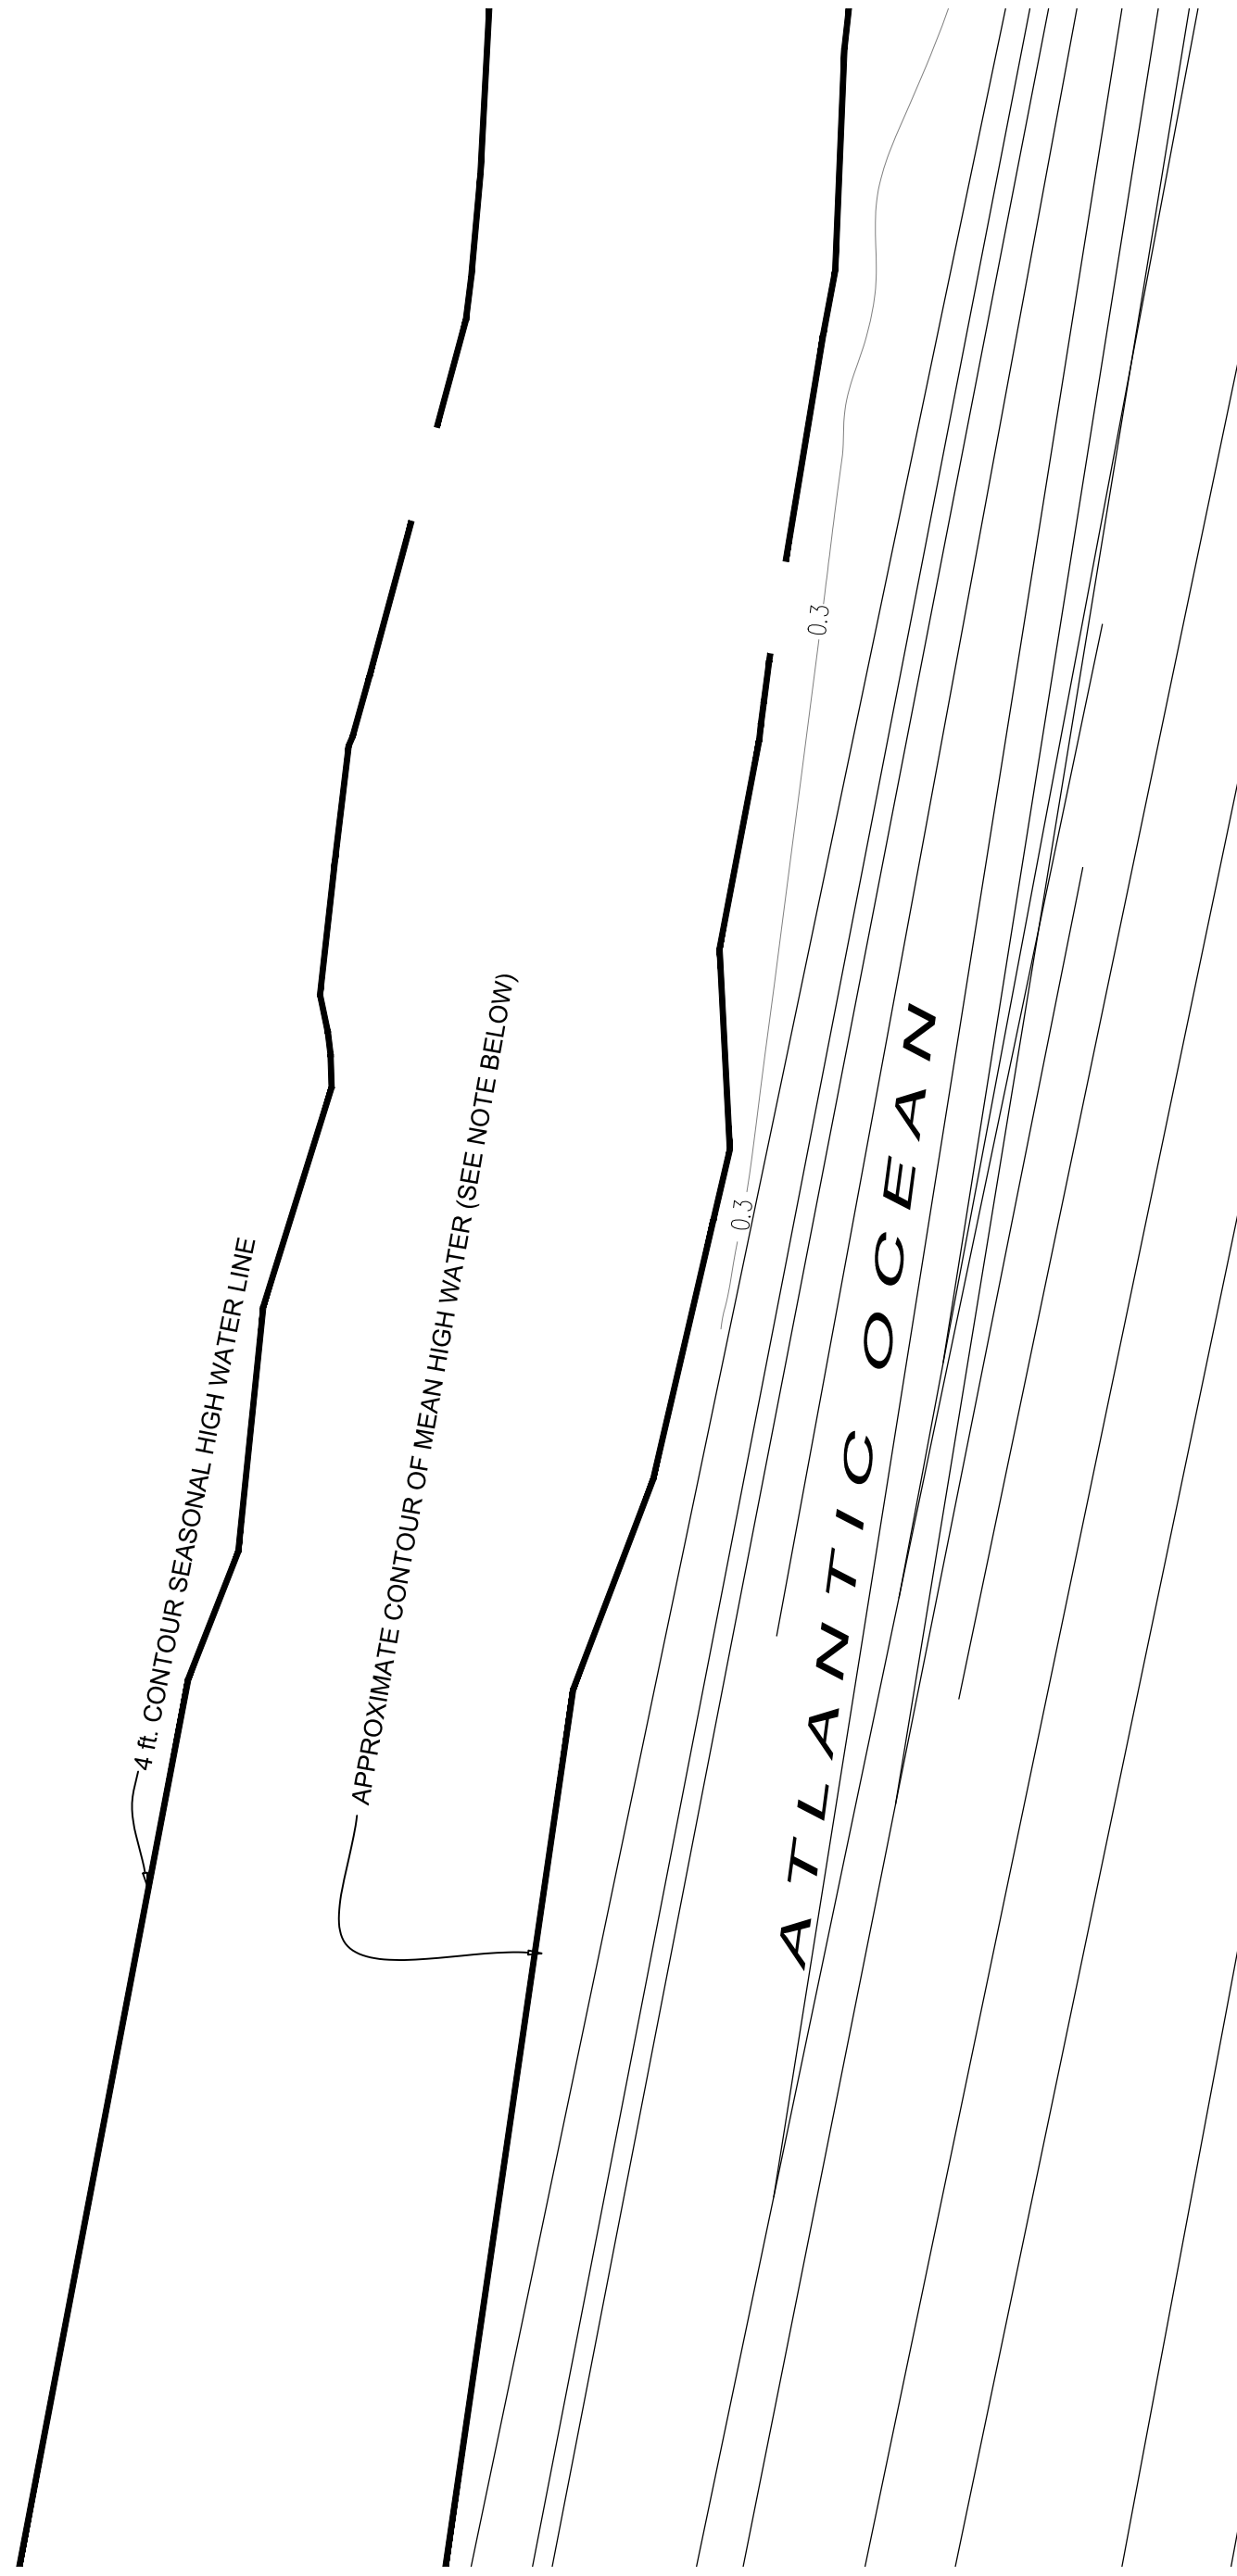 4 ft. CONTOUR SEASONAL HIGH WATER LINE
APPROXIMATE CONTOUR OF MEAN HIGH WATER (SEE NOTE BELOW)
0.3
0.3
ATLANTIC OCEAN